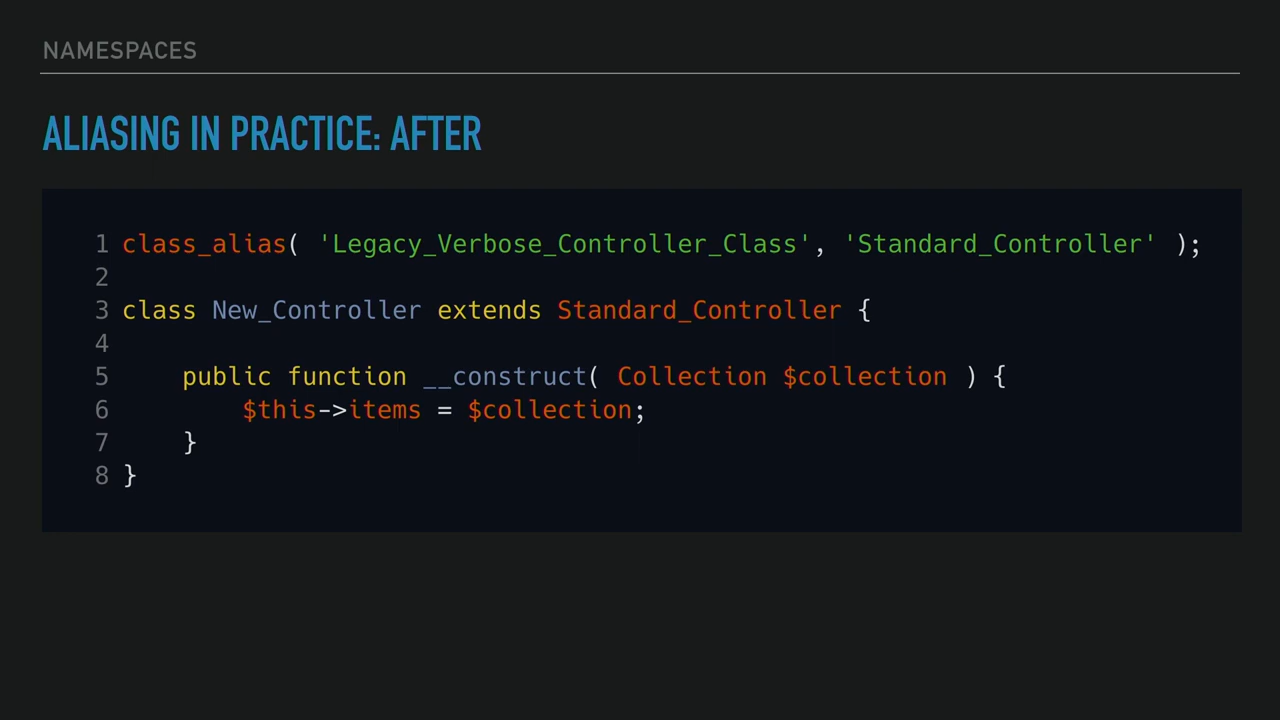 NAMESPACES
ALIASING IN PRACTICE: AFTER
1 class_alias( 'Legacy_Verbose_Controller_Class', 'Standard_Controller' );
2
3 class New_Controller extends Standard_Controller {
4
5     public function __construct( Collection $collection ) {
6         $this->items = $collection;
7     }
8 }